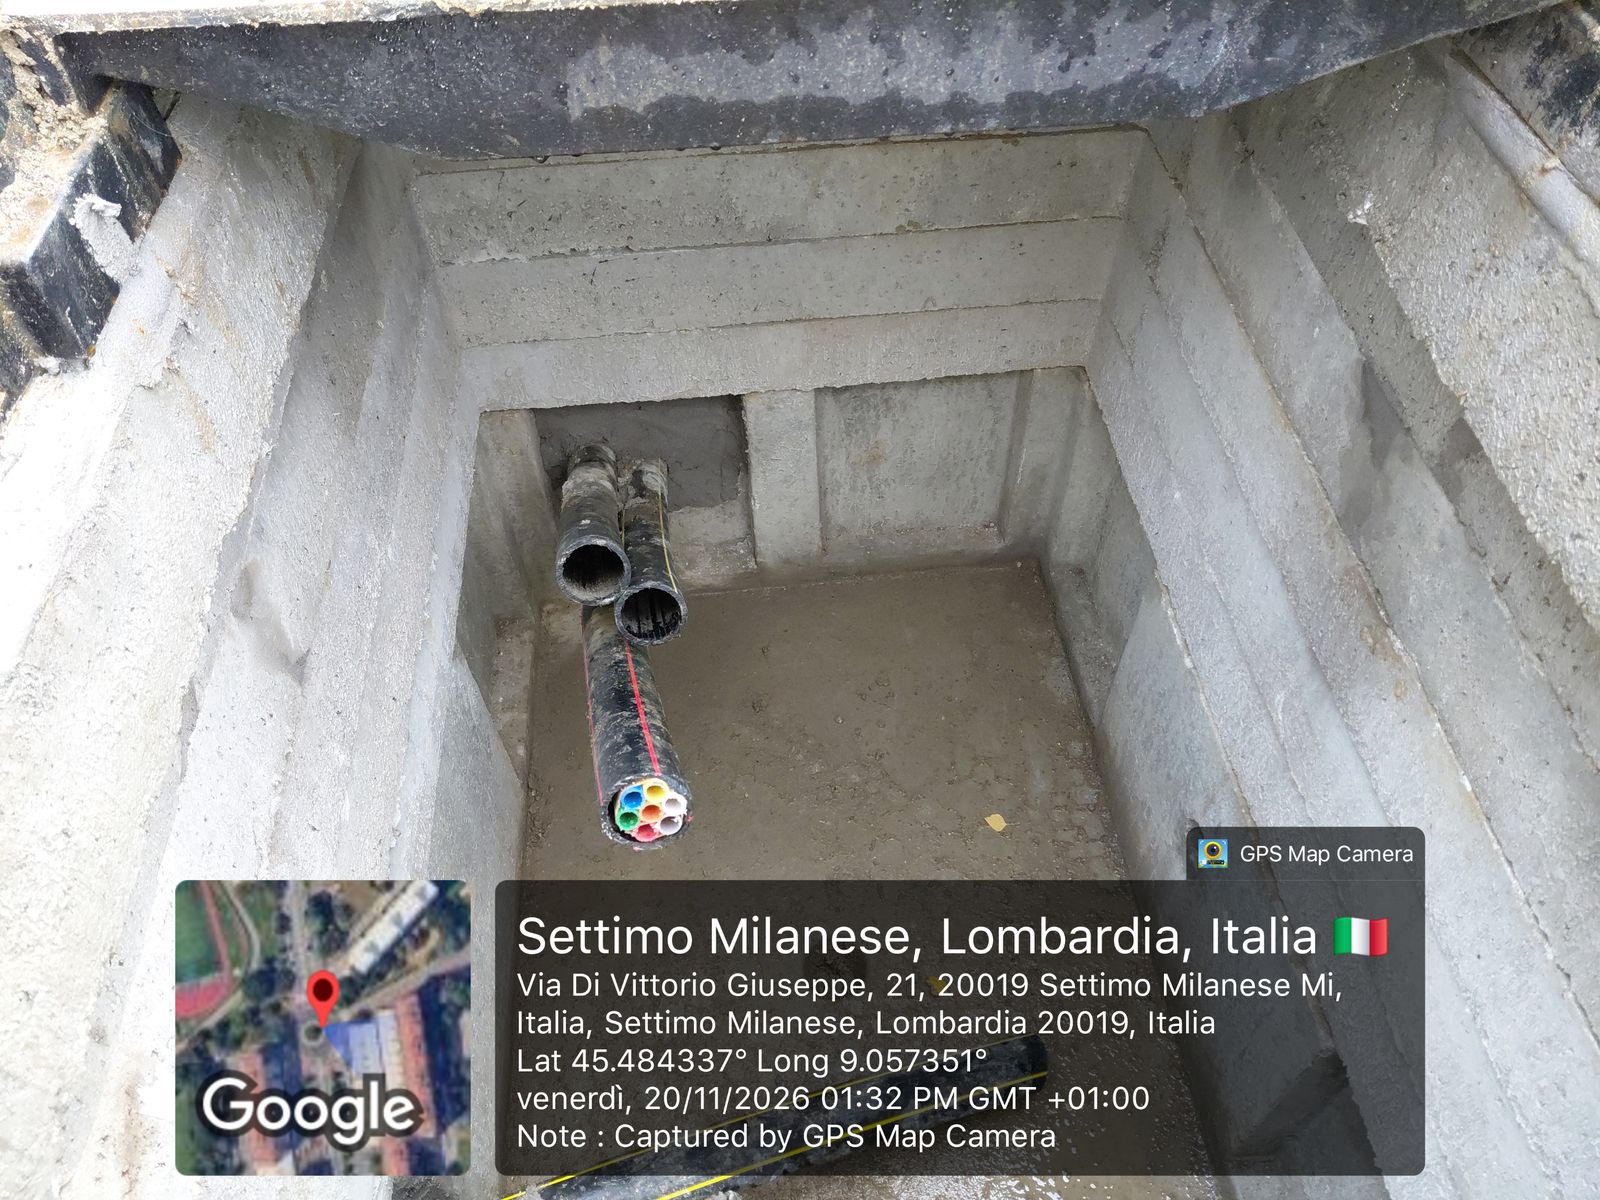 GPS Map Camera
Settimo Milanese, Lombardia, Italia 🇮🇹
Via Di Vittorio Giuseppe, 21, 20019 Settimo Milanese Mi,
Italia, Settimo Milanese, Lombardia 20019, Italia
Lat 45.484337° Long 9.057351°
venerdì, 20/11/2026 01:32 PM GMT +01:00
Note : Captured by GPS Map Camera
Google